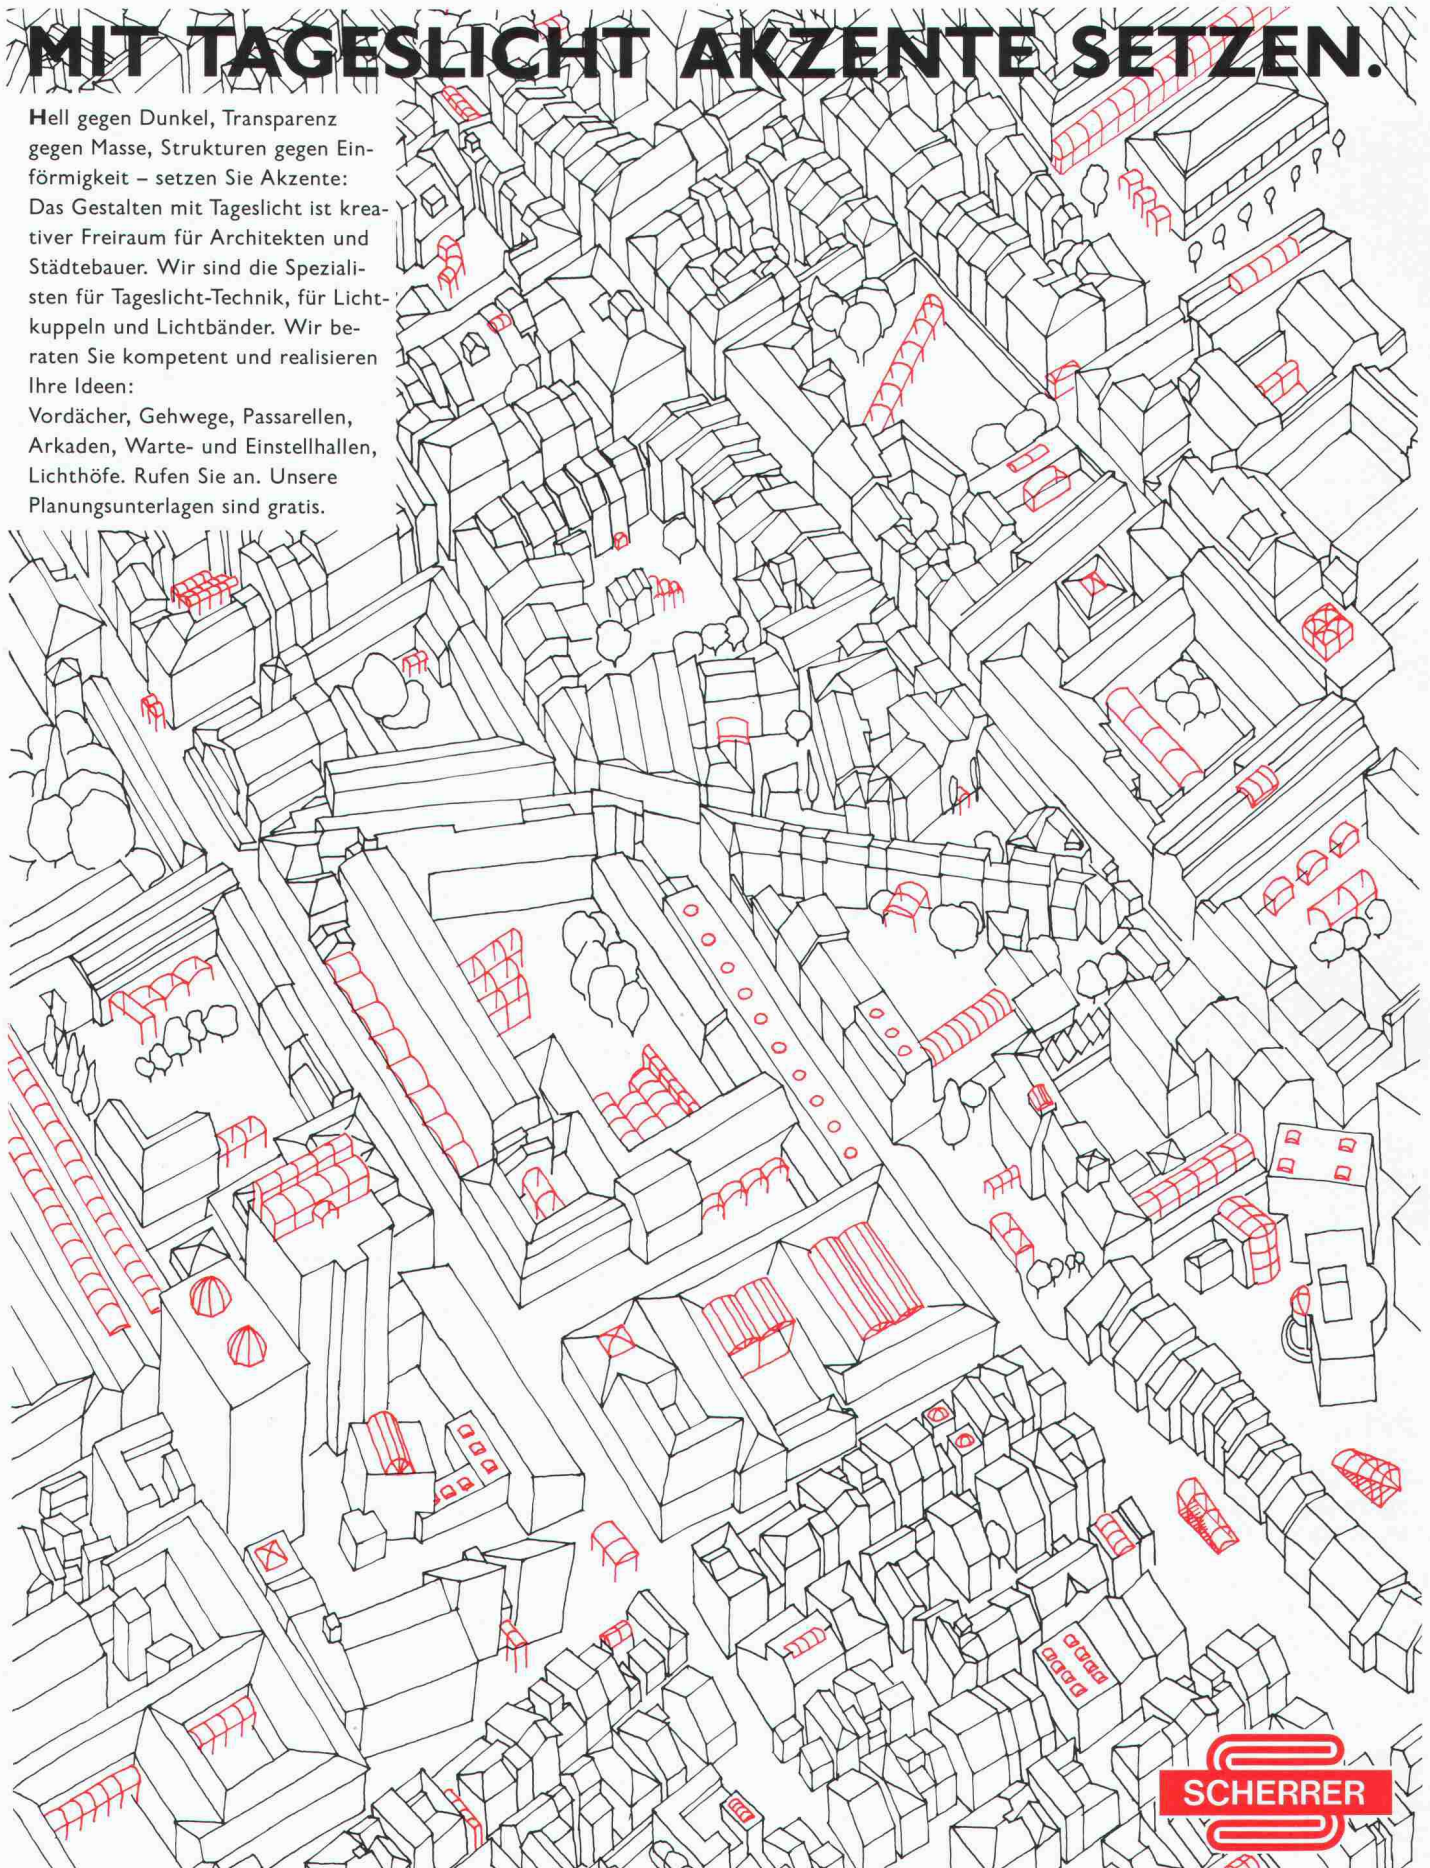 MIT TAGESLICHT AKZENTE SETZEN.
Hell gegen Dunkel, Transparenz
gegen Masse, Strukturen gegen Ein-
förmigkeit – setzen Sie Akzente:
Das Gestalten mit Tageslicht ist krea-
tiver Freiraum für Architekten und
Städtebauer. Wir sind die Speziali-
sten für Tageslicht-Technik, für Licht-
kuppeln und Lichtbänder. Wir be-
raten Sie kompetent und realisieren
Ihre Ideen:
Vordächer, Gehwege, Passarellen,
Arkaden, Warte- und Einstellhallen,
Lichthöfe. Rufen Sie an. Unsere
Planungsunterlagen sind gratis.
SCHERRER